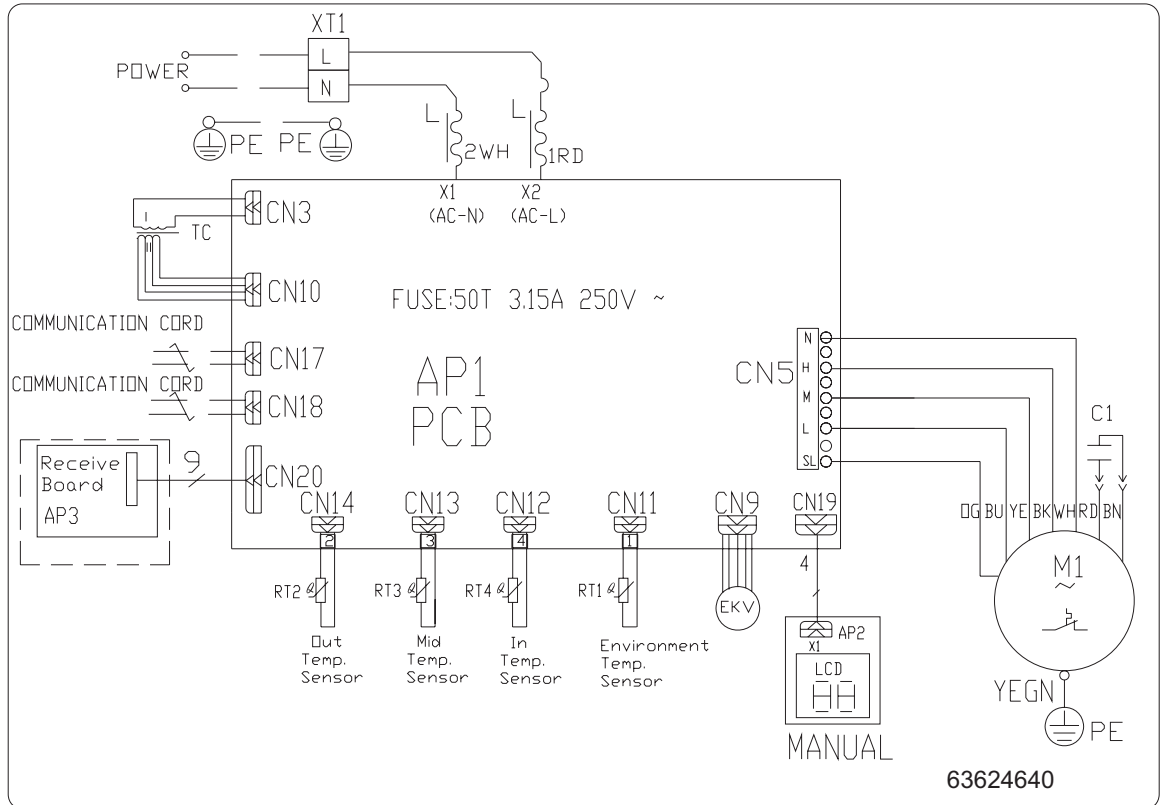 XT1
POWER
L
N
PE PE
L
2WH
L
1RD
X1
(AC-N)
X2
(AC-L)
CN3
I
TC
II
CN10
FUSE:50T 3.15A 250V ~
COMMUNICATION CORD
CN17
COMMUNICATION CORD
CN18
AP1
PCB
CN5
N
H
M
L
SL
C1
Receive
Board
AP3
9
CN20
CN14
CN13
CN12
CN11
CN9
CN19
2
3
4
1
4
RT2
RT3
RT4
RT1
EKV
Out
Temp.
Sensor
Mid
Temp.
Sensor
In
Temp.
Sensor
Environment
Temp.
Sensor
AP2
X1
LCD
88
MANUAL
OG BU YE BK WH RD BN
M1
~
YEGN
PE
63624640